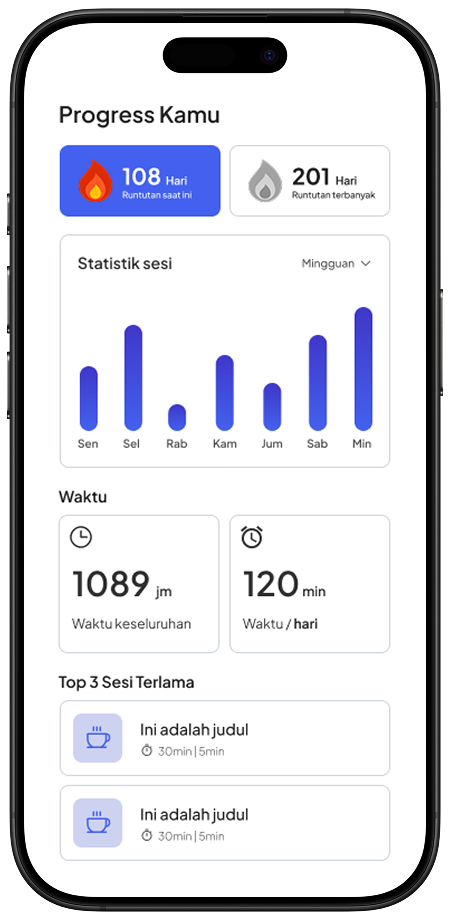 Progress Kamu
108 Hari
Runtutan saat ini
201 Hari
Runtutan terbanyak
Statistik sesi
Mingguan
Sen Sel Rab Kam Jum Sab Min
Waktu
1089 jm
Waktu keseluruhan
120 min
Waktu / hari
Top 3 Sesi Terlama
Ini adalah judul
30min | 5min
Ini adalah judul
30min | 5min